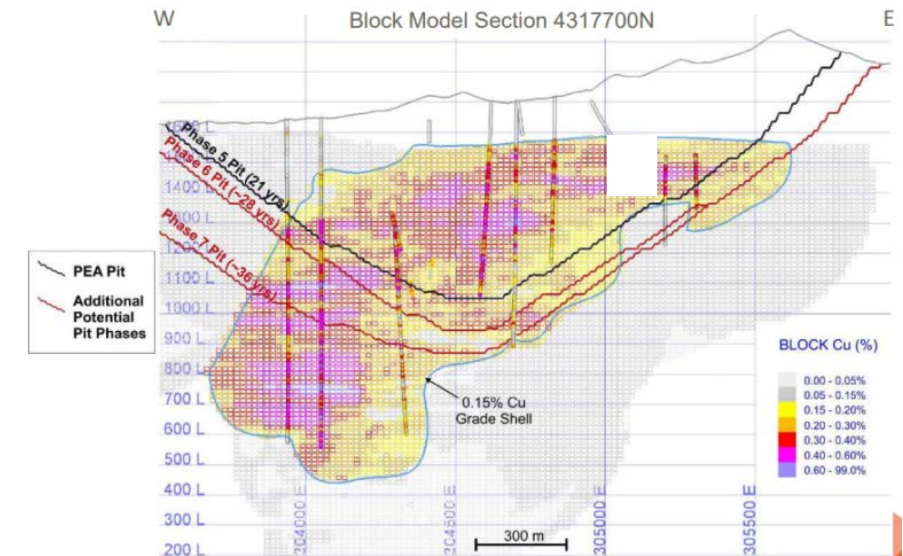 W
Block Model Section 4317700N
E
Phase 5 Pit (21 yrs)
Phase 6 Pit (~28 yrs)
Phase 7 Pit (~36 yrs)
1400 L
1300 L
1200 L
1100 L
1000 L
900 L
800 L
700 L
600 L
500 L
400 L
300 L
200 L
PEA Pit
Additional
Potential
Pit Phases
0.15% Cu
Grade Shell
BLOCK Cu (%)
0.00 - 0.05%
0.05 - 0.15%
0.15 - 0.20%
0.20 - 0.30%
0.30 - 0.40%
0.40 - 0.60%
0.60 - 99.0%
300 m
305000 E
305500 E